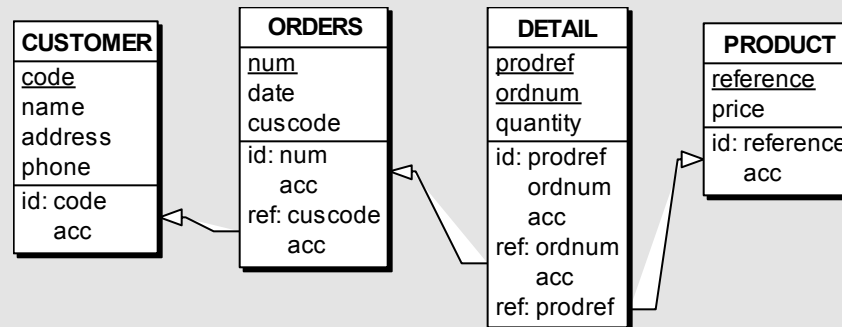 CUSTOMER
code
name
address
phone
id: code
acc
ORDERS
num
date
cuscode
id: num
acc
ref: cuscode
acc
DETAIL
prodref
ordnum
quantity
id: prodref
ordnum
acc
ref: ordnum
acc
ref: prodref
PRODUCT
reference
price
id: reference
acc